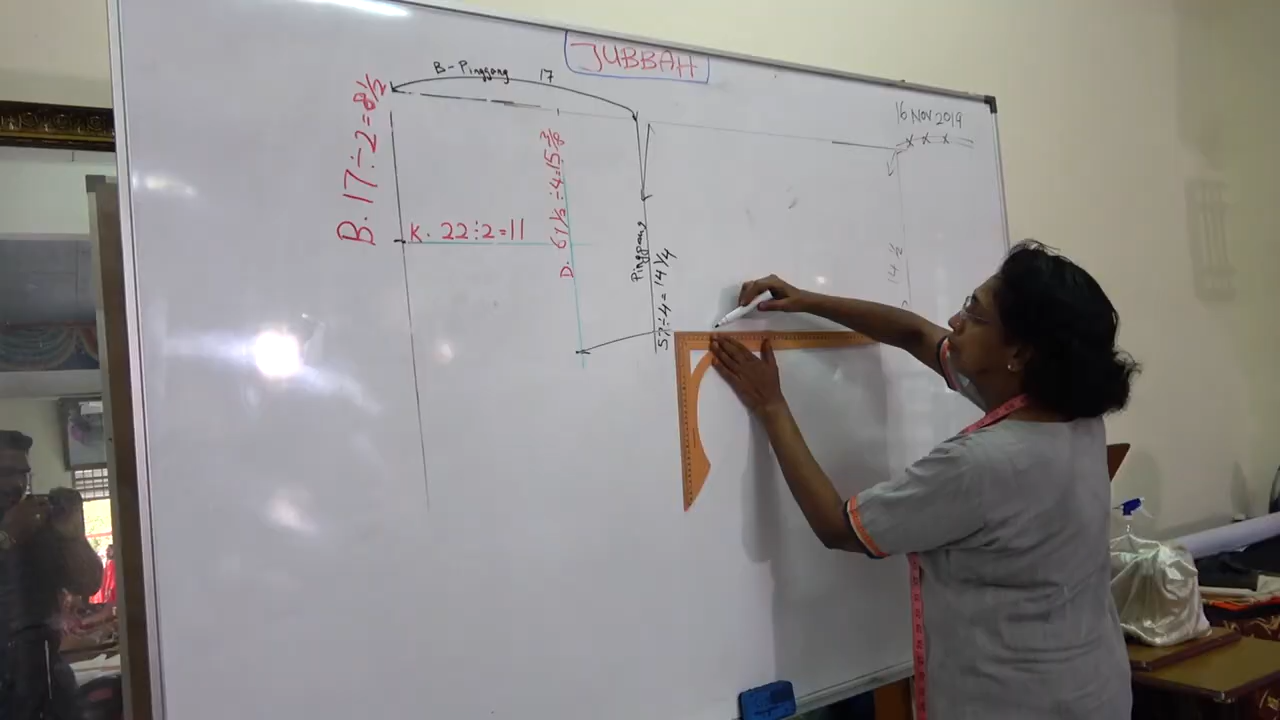 JUBBAH
16 Nov 2019
B-Pinggang 17
B. 17÷2=8½
K. 22÷2=11
D. 61½÷4=15⅜
Pinggang
57÷4=14¼
14½